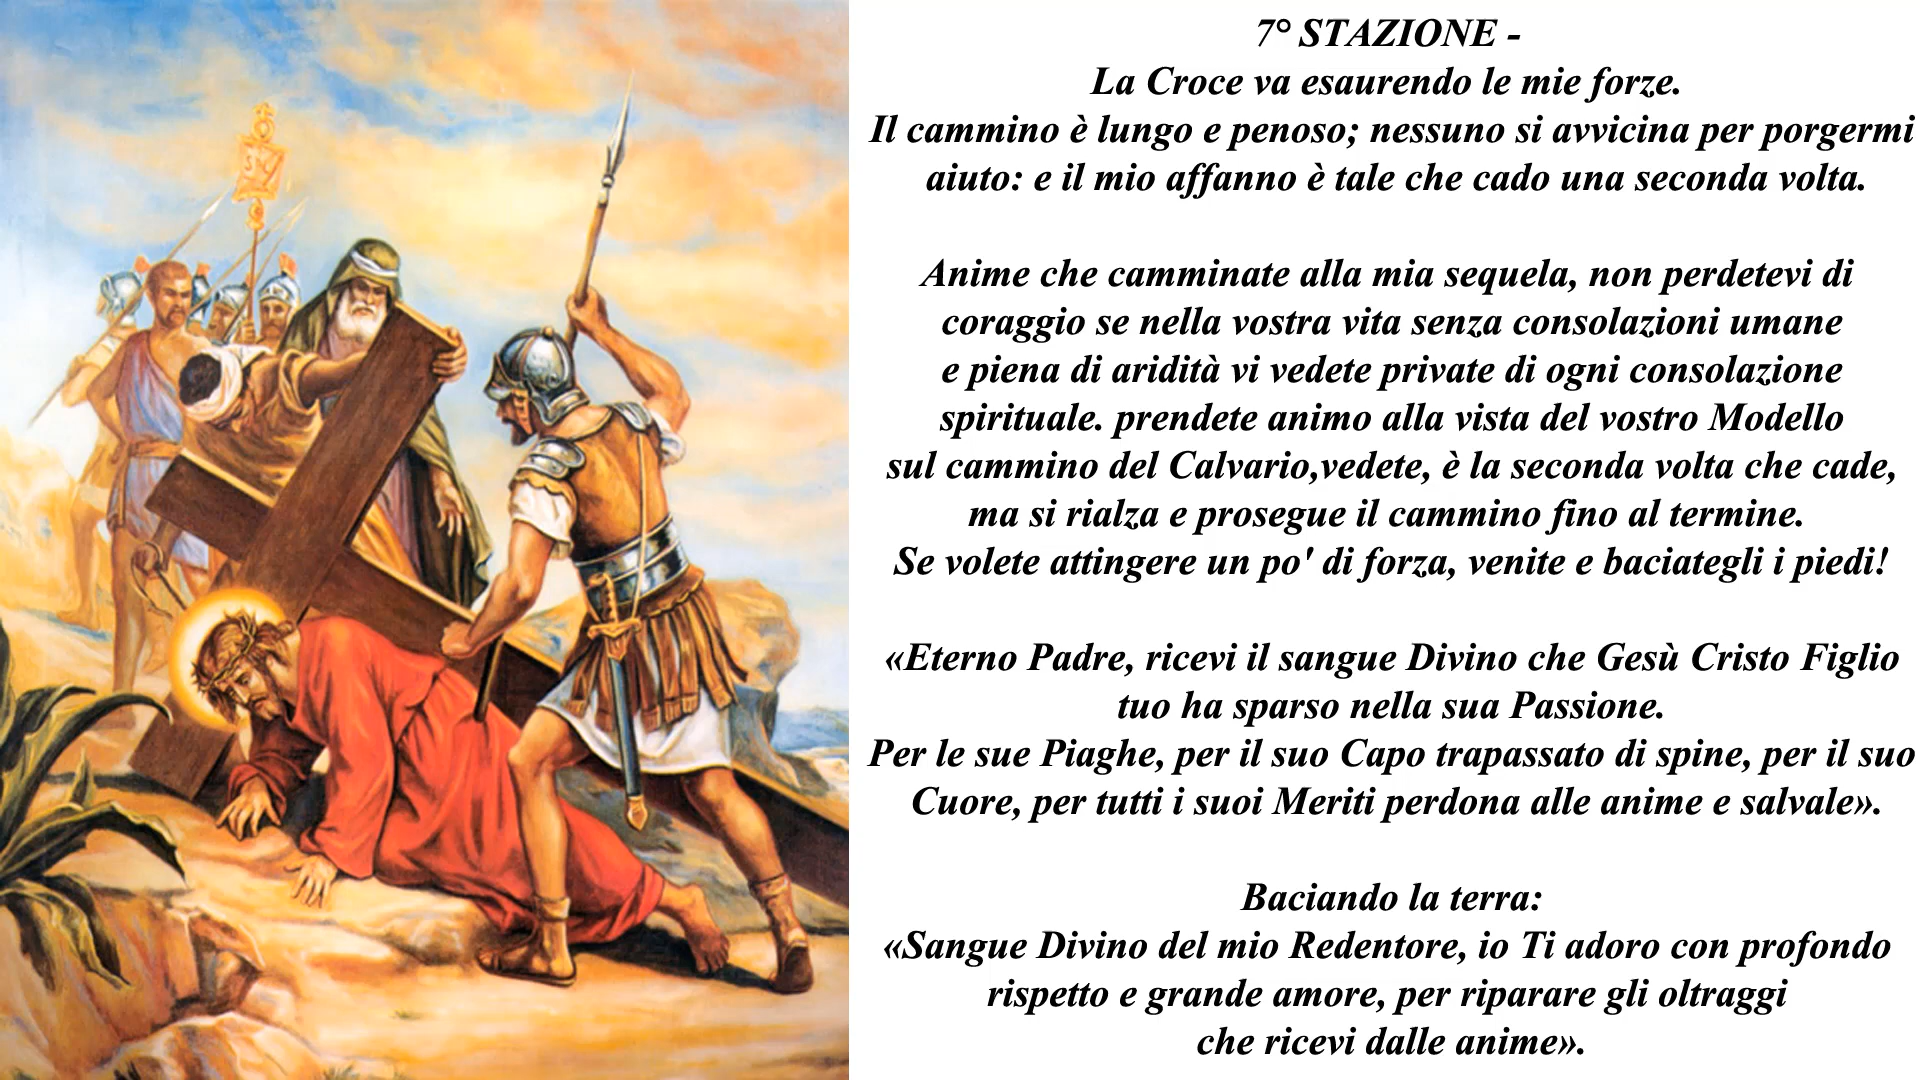 7° STAZIONE -
La Croce va esaurendo le mie forze.
Il cammino è lungo e penoso; nessuno si avvicina per porgermi
aiuto: e il mio affanno è tale che cado una seconda volta.
Anime che camminate alla mia sequela, non perdetevi di
coraggio se nella vostra vita senza consolazioni umane
e piena di aridità vi vedete private di ogni consolazione
spirituale. prendete animo alla vista del vostro Modello
sul cammino del Calvario,vedete, è la seconda volta che cade,
ma si rialza e prosegue il cammino fino al termine.
Se volete attingere un po' di forza, venite e baciategli i piedi!
«Eterno Padre, ricevi il sangue Divino che Gesù Cristo Figlio
tuo ha sparso nella sua Passione.
Per le sue Piaghe, per il suo Capo trapassato di spine, per il suo
Cuore, per tutti i suoi Meriti perdona alle anime e salvale».
Baciando la terra:
«Sangue Divino del mio Redentore, io Ti adoro con profondo
rispetto e grande amore, per riparare gli oltraggi
che ricevi dalle anime».